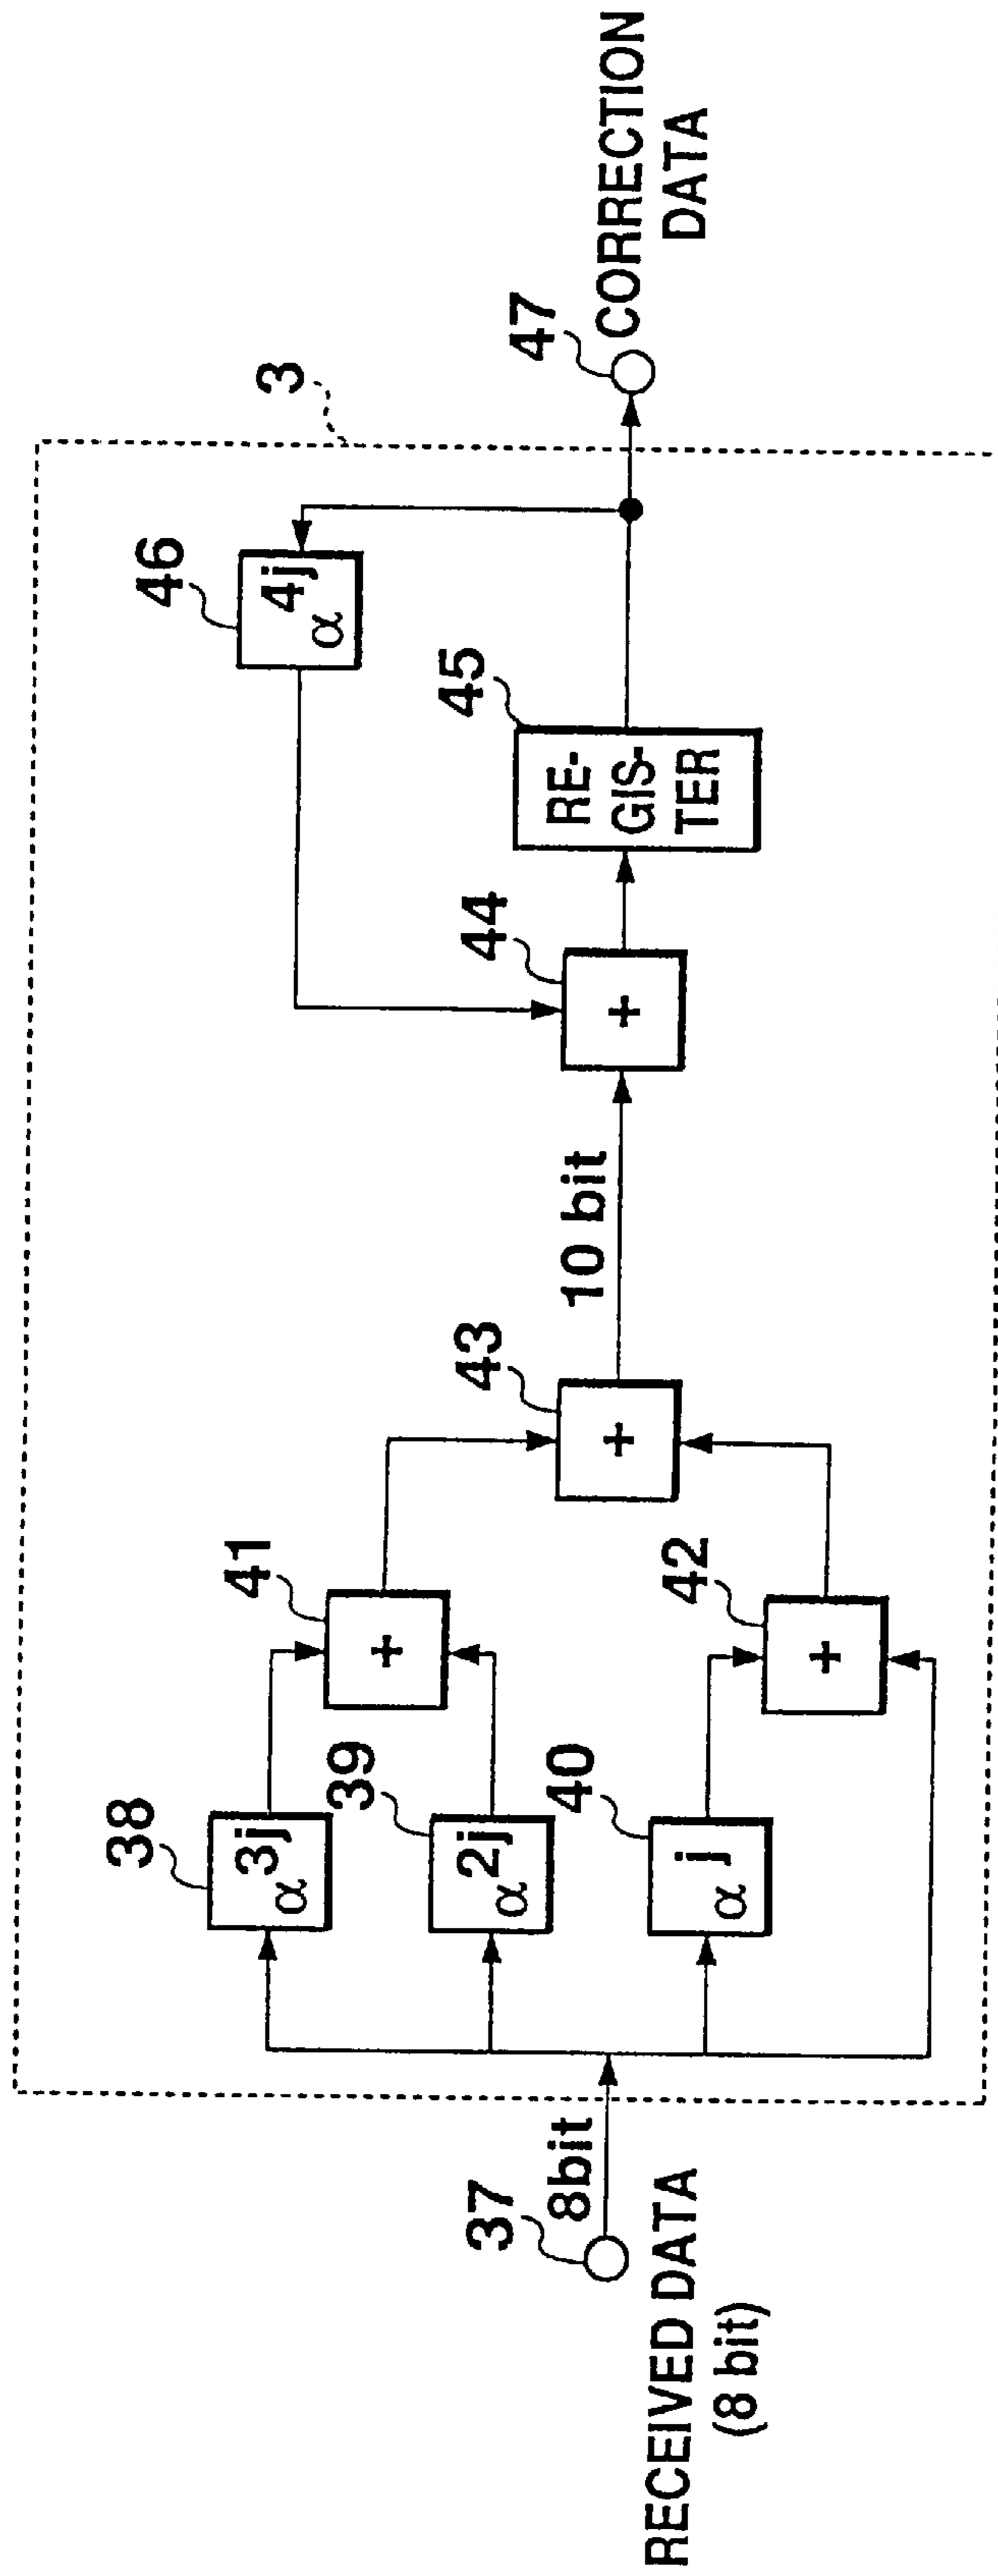 3
38
α3j
39
α2j
40
αj
41
+
42
+
43
+
10 bit
44
+
45
RE-
GIS-
TER
46
α4j
47
CORRECTION
DATA
37
8bit
RECEIVED DATA
(8 bit)